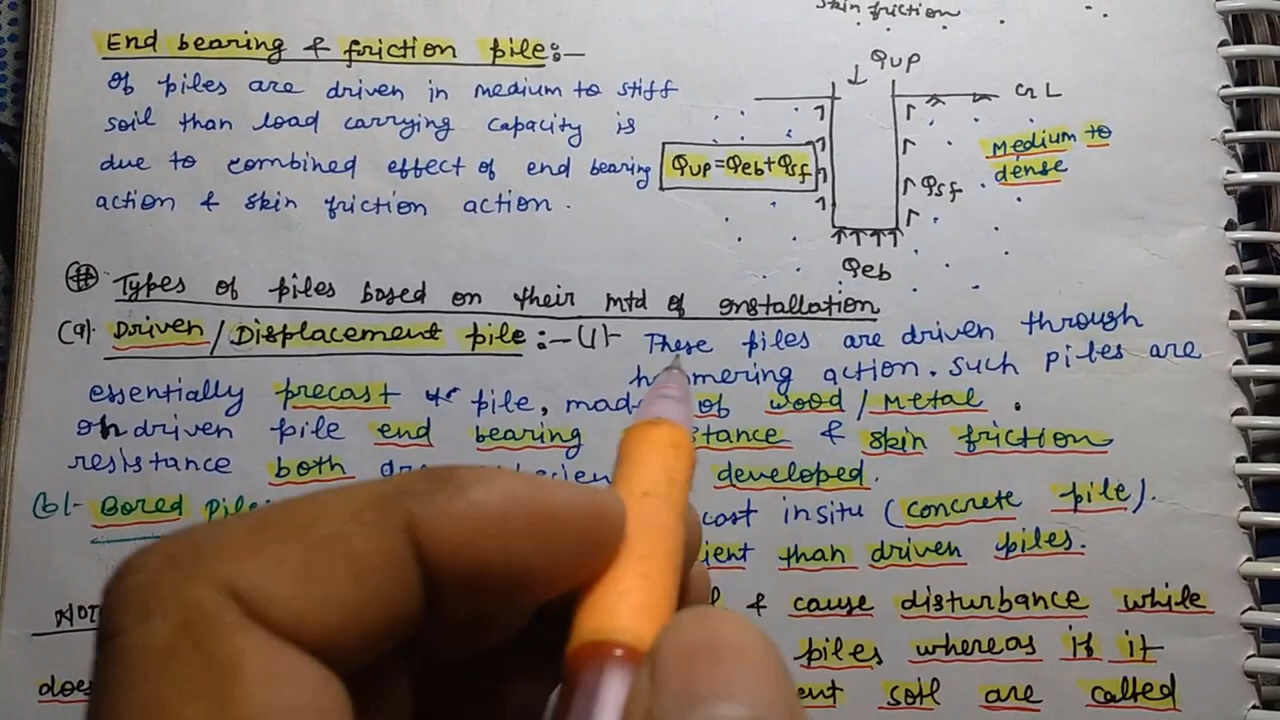 skin friction
End bearing & friction pile:-
Of piles are driven in medium to stiff
soil than load carrying capacity is
due to combined effect of end bearing
action & skin friction action.
Qup
GL
Medium to
dense
Qup=Qeb+Qsf
Qsf
Qeb
# Types of piles based on their mtd of installation
(a)- Driven/Displacement pile:-(1)- These piles are driven through
hammering action. Such piles are
essentially precast pile, made of wood/Metal.
On driven pile end bearing & skin friction
resistance both developed.
(b)- Bored pile: cast insitu (concrete pile).
than driven piles.
& cause disturbance while
piles whereas if it
soil are called